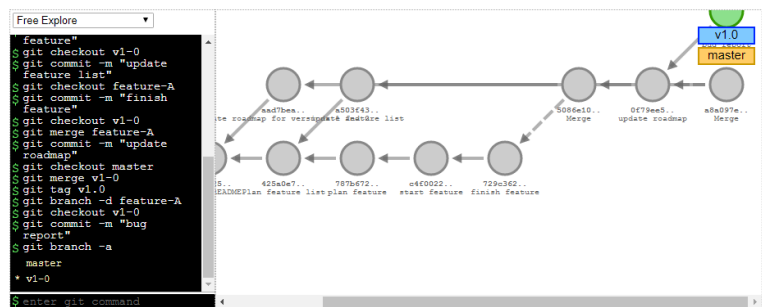 Free Explore
feature"
$ git checkout v1-0
$ git commit -m "update
feature list"
$ git checkout feature-A
$ git commit -m "finish
feature"
$ git checkout v1-0
$ git merge feature-A
$ git commit -m "update
roadmap"
$ git checkout master
$ git merge v1-0
$ git tag v1.0
$ git branch -d feature-A
$ git checkout v1-0
$ git commit -m "bug
report"
$ git branch -a
master
* v1-0
$ enter git command
v1.0
master
aad7bea..
a503f43..
5086e10..
Merge
0f79ee5..
update roadmap
a8a097e..
Merge
feature list
425a0e7..
plan feature list
787b672..
plan feature
c4f0022..
start feature
729c362..
finish feature